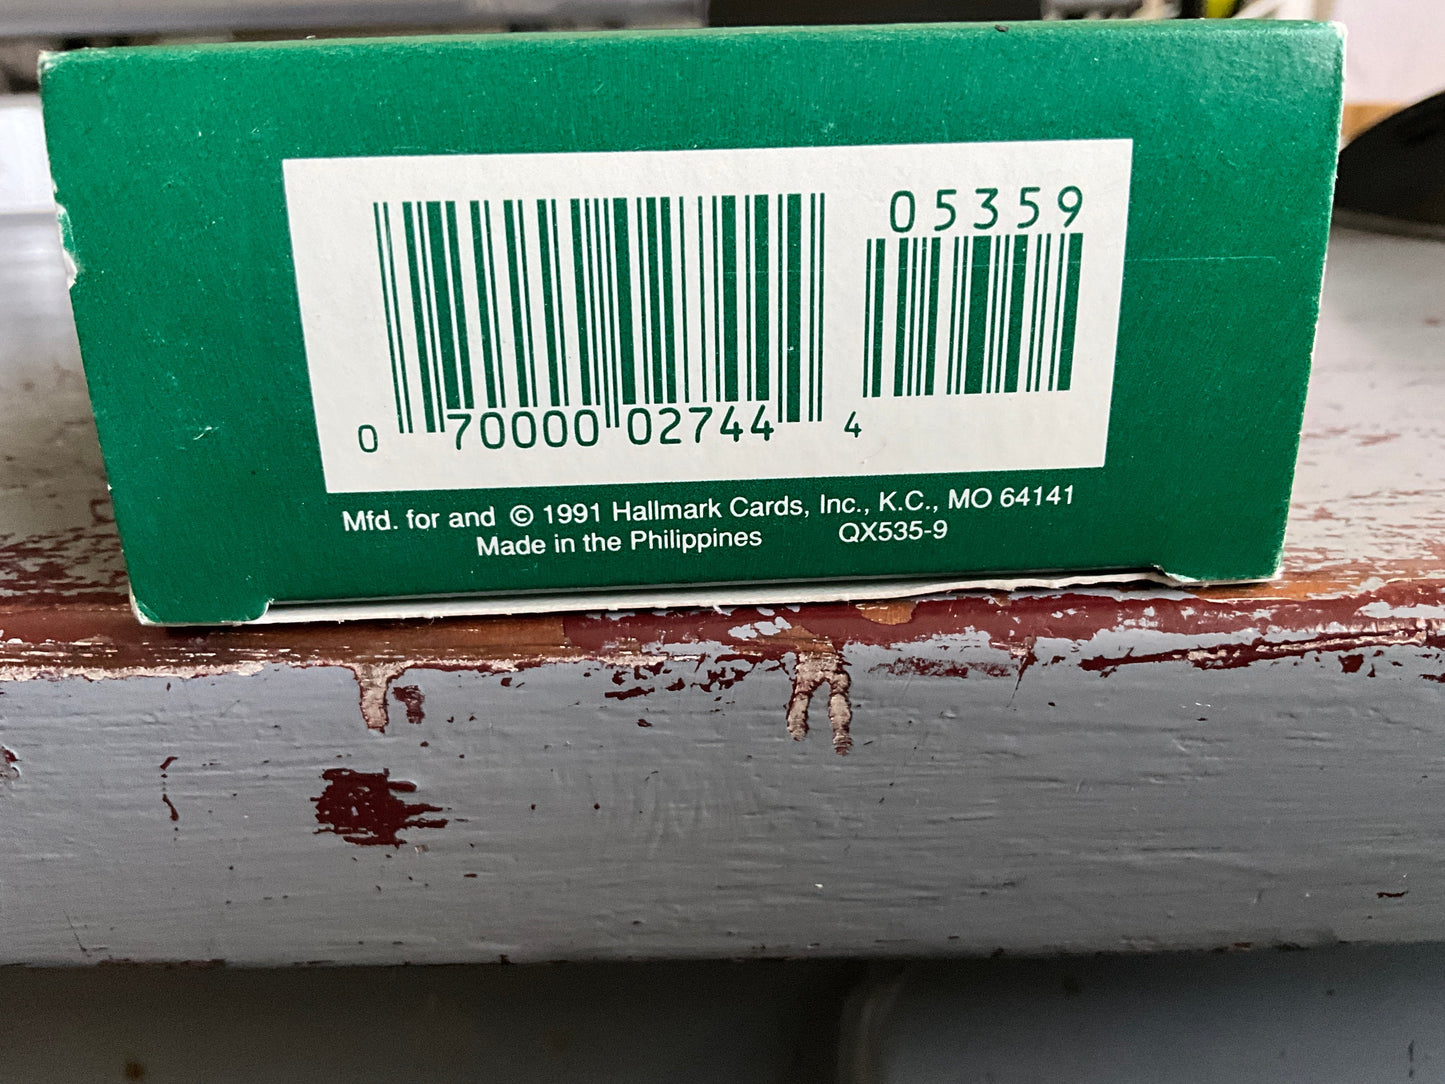 05359
0 70000 02744 4
Mfd. for and © 1991 Hallmark Cards, Inc., K.C., MO 64141
Made in the Philippines QX535-9